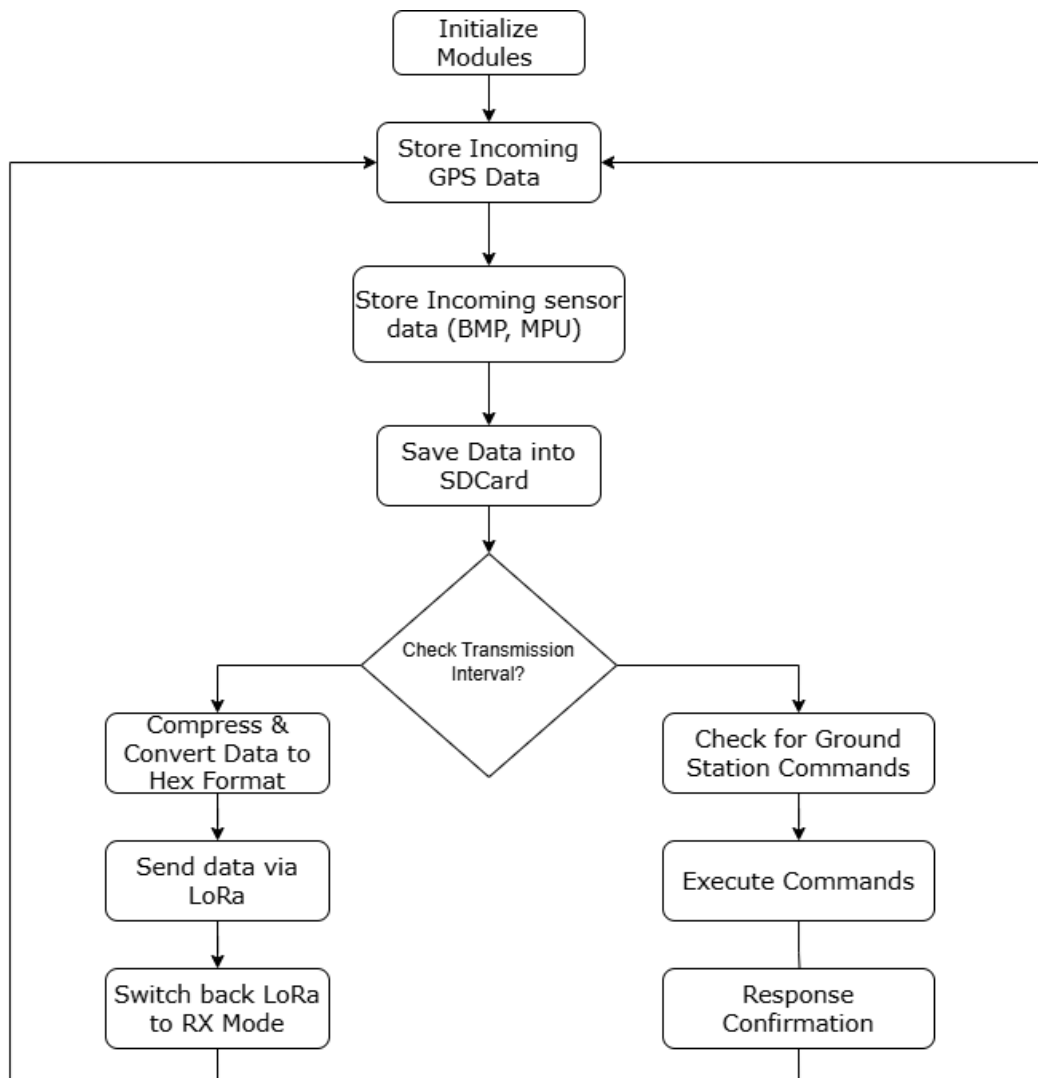 Initialize
Modules
Store Incoming
GPS Data
Store Incoming sensor
data (BMP, MPU)
Save Data into
SDCard
Check Transmission
Interval?
Compress &
Convert Data to
Hex Format
Send data via
LoRa
Switch back LoRa
to RX Mode
Check for Ground
Station Commands
Execute Commands
Response
Confirmation